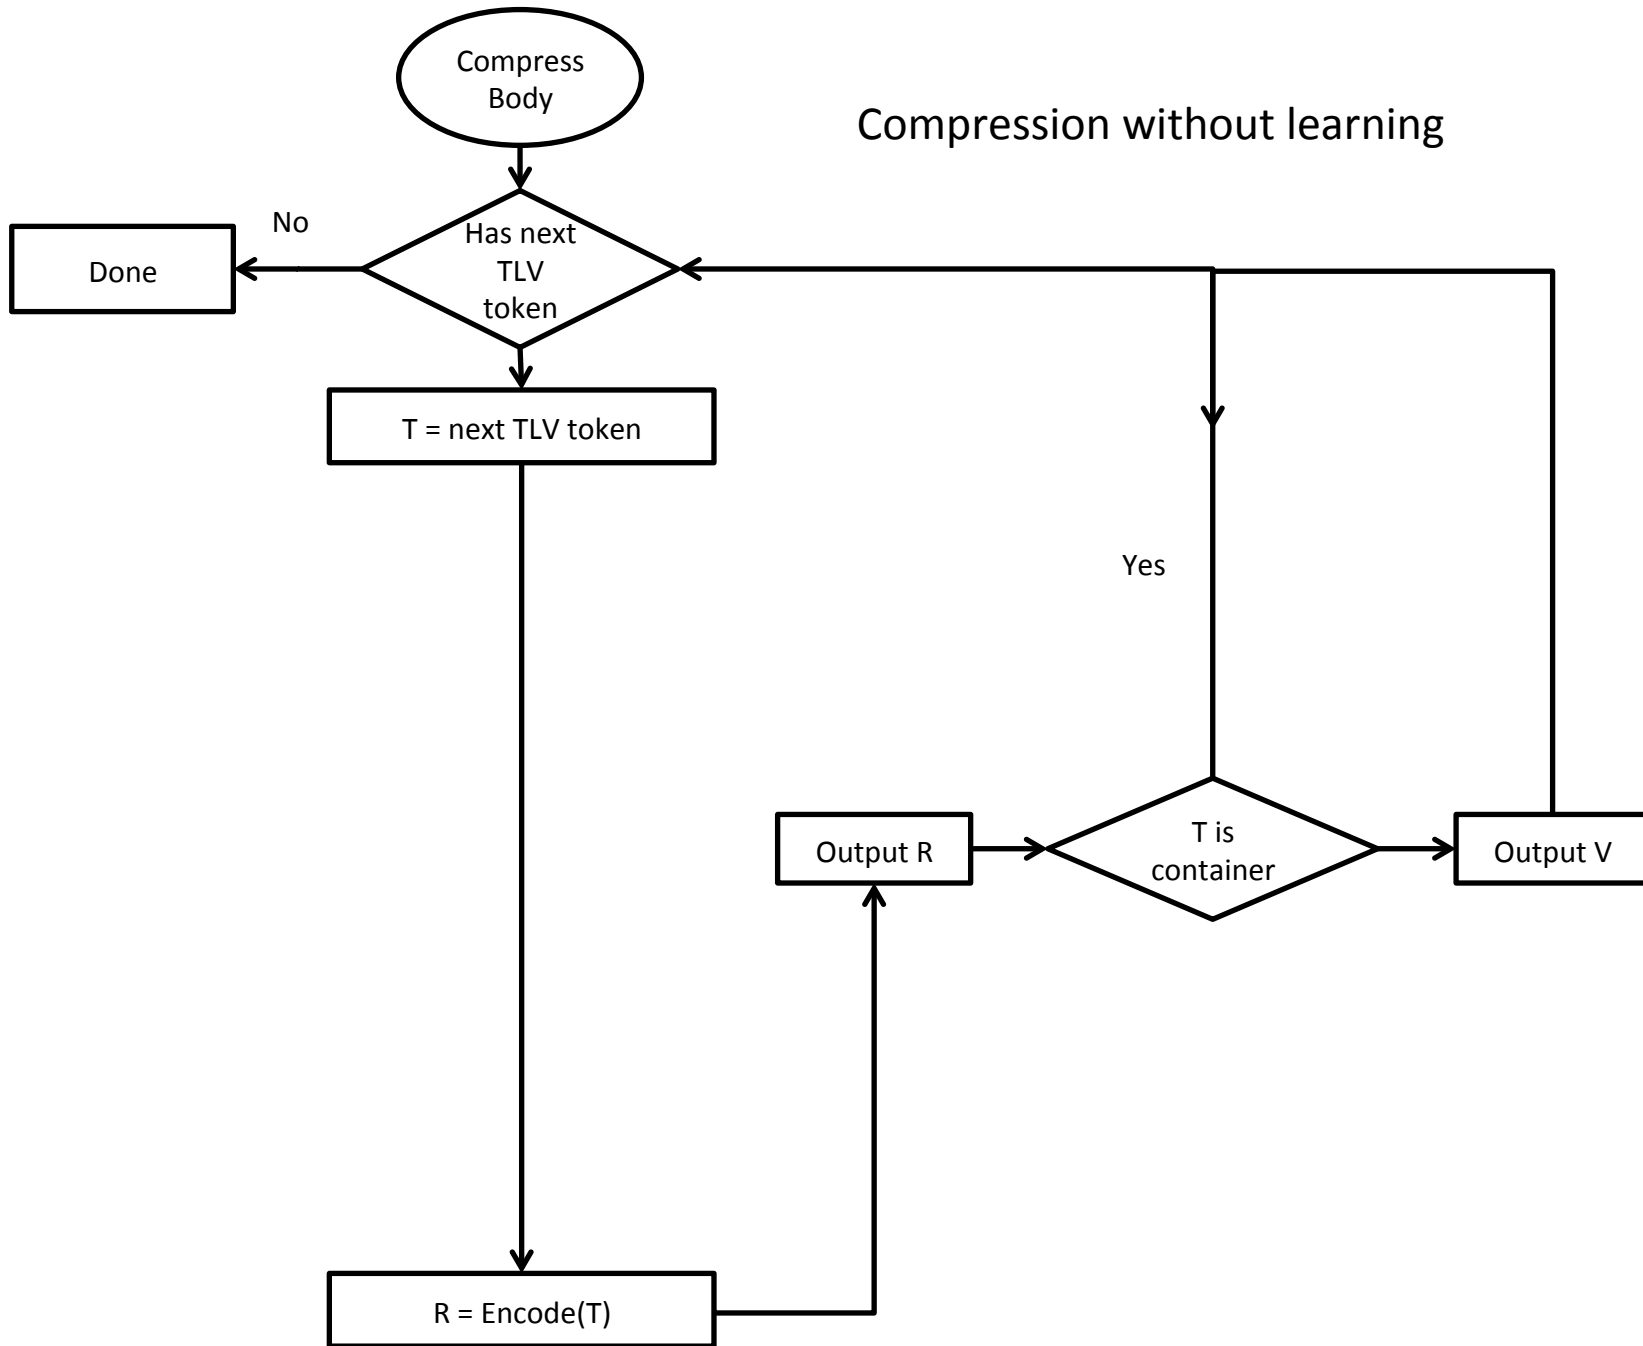 Compress
Body
Compression without learning
No
Has next
TLV
token
Done
T = next TLV token
Yes
Output R
T is
container
Output V
R = Encode(T)